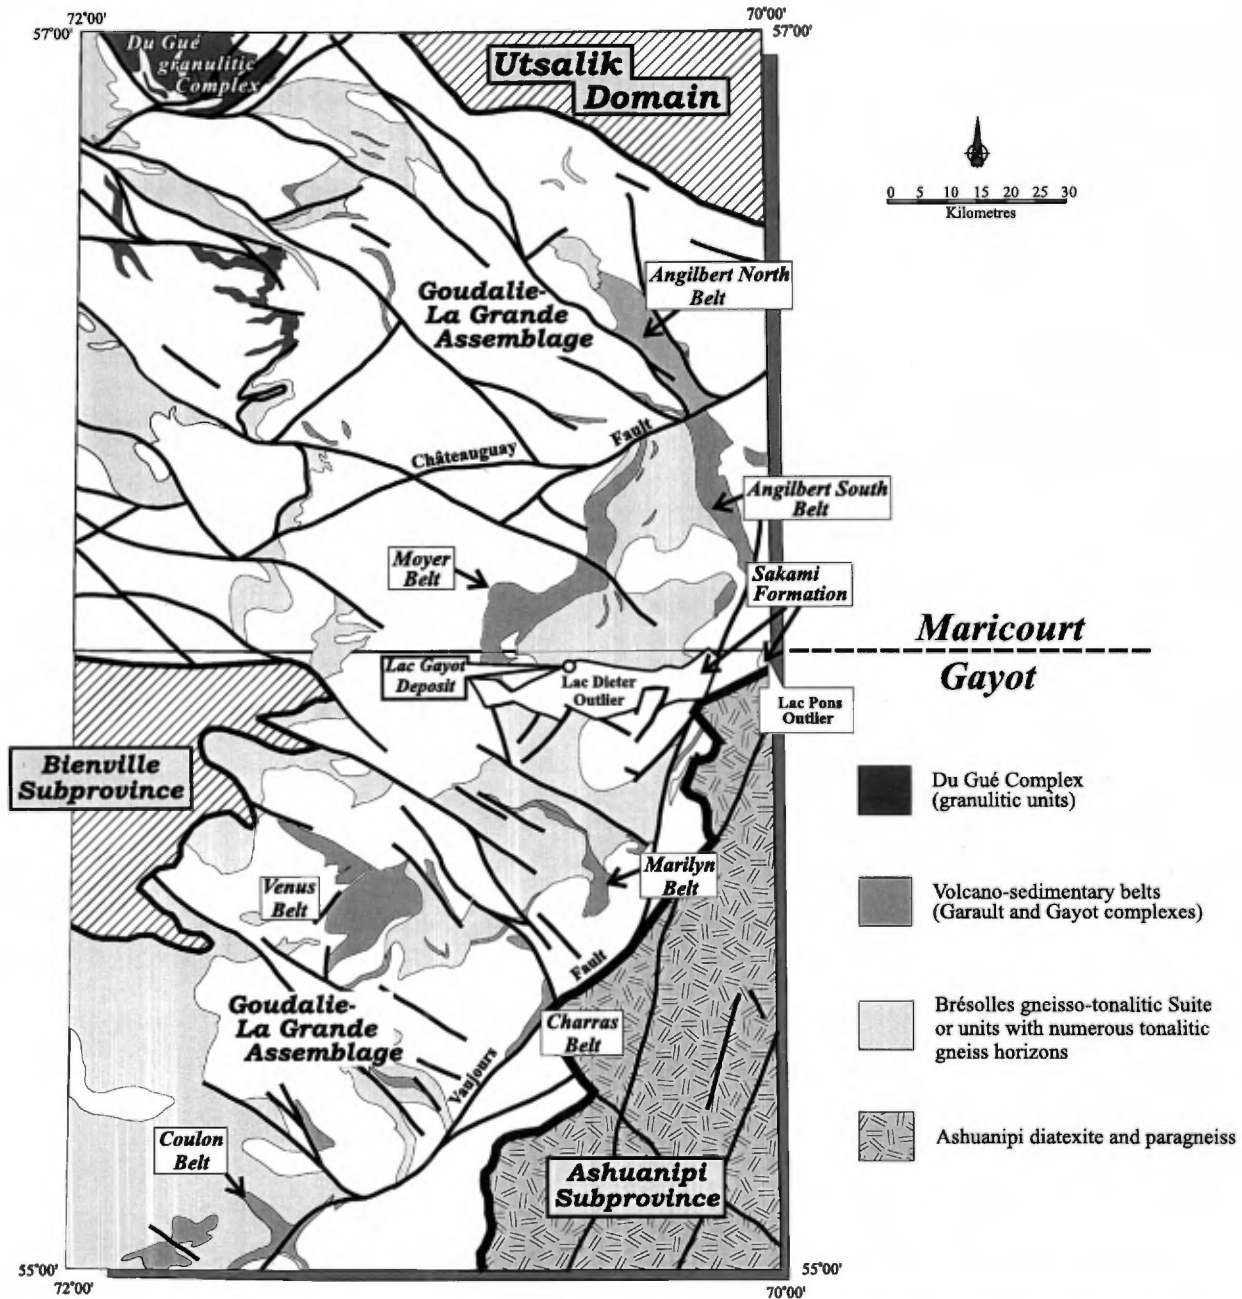 72°00'
70°00'
57°00'
57°00'
Du Gué
granulitic
Complex
Utsalik
Domain
0 5 10 15 20 25 30
Kilometres
Angilbert North
Belt
Goudalie-
La Grande
Assemblage
Châteauguay
Fault
Angilbert South
Belt
Moyer
Belt
Sakami
Formation
Maricourt
Gayot
Lac Gayot
Deposit
Lac Dieter
Outlier
Lac Pons
Outlier
Bienville
Subprovince
Du Gué Complex
(granulitic units)
Venus
Belt
Marilyn
Belt
Volcano-sedimentary belts
(Garault and Gayot complexes)
Fault
Goudalie-
La Grande
Assemblage
Charras
Belt
Vaujours
Brésolles gneisso-tonalitic Suite
or units with numerous tonalitic
gneiss horizons
Coulon
Belt
Ashuanipi
Subprovince
Ashuanipi diatexite and paragneiss
55°00'
55°00'
72°00'
70°00'